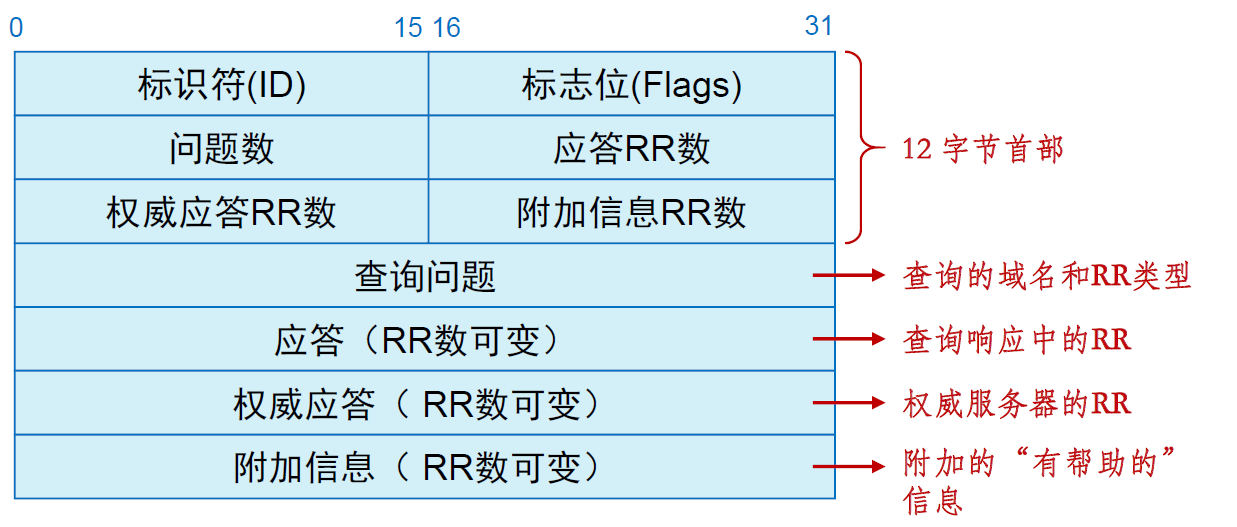 0 15 16 31
标识符(ID) 标志位(Flags)
问题数 应答RR数
12 字节首部
权威应答RR数 附加信息RR数
查询问题 查询的域名和RR类型
应答（RR数可变） 查询响应中的RR
权威应答（ RR数可变） 权威服务器的RR
附加信息（ RR数可变） 附加的“有帮助的”
信息